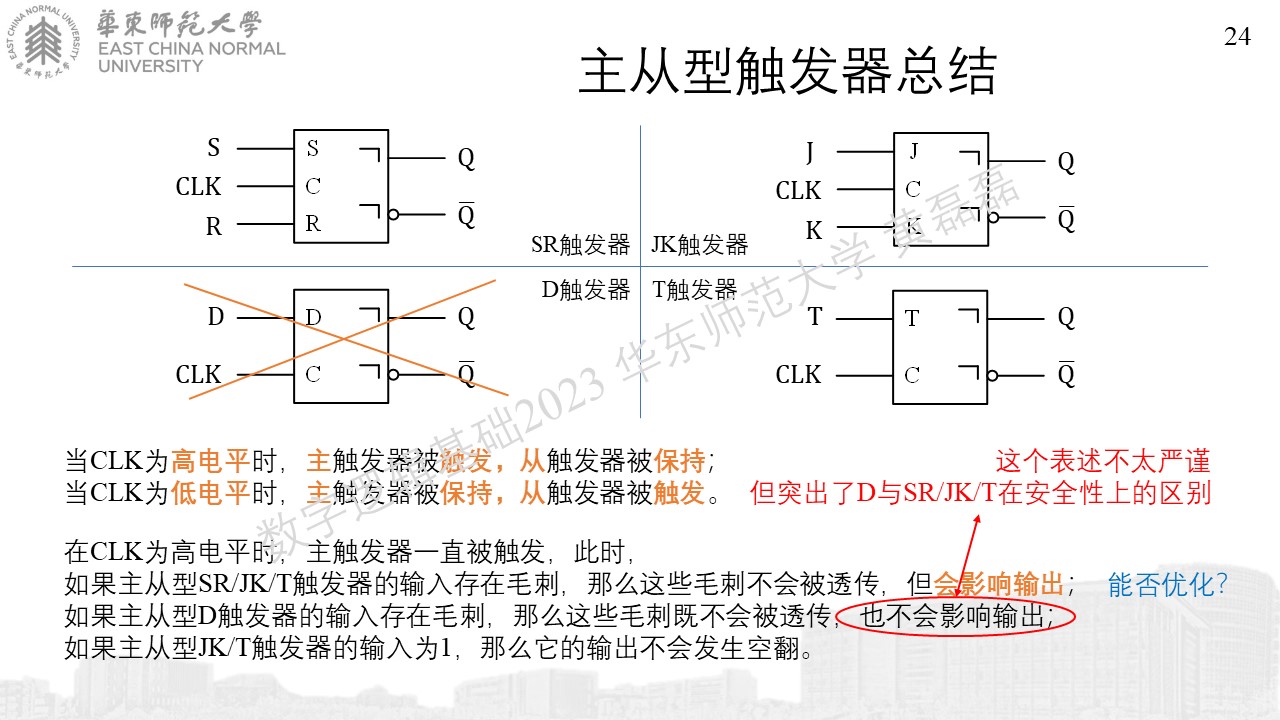 華東師範大學
EAST CHINA NORMAL
UNIVERSITY
EAST CHINA NORMAL UNIVERSITY
華東师范大学
24
主从型触发器总结
S
CLK
R
S
C
R
Q
Q̅
SR触发器
J
CLK
K
J
C
K
Q
Q̅
JK触发器
D触发器
D
CLK
D
C
Q
Q̅
T触发器
T
CLK
T
C
Q
Q̅
当CLK为高电平时，主触发器被触发，从触发器被保持；
当CLK为低电平时，主触发器被保持，从触发器被触发。
这个表述不太严谨
但突出了D与SR/JK/T在安全性上的区别
在CLK为高电平时，主触发器一直被触发，此时，
如果主从型SR/JK/T触发器的输入存在毛刺，那么这些毛刺不会被透传，但会影响输出；
能否优化？
如果主从型D触发器的输入存在毛刺，那么这些毛刺既不会被透传，也不会影响输出；
如果主从型JK/T触发器的输入为1，那么它的输出不会发生空翻。
数字逻辑基础2023 华东师范大学 黄磊磊